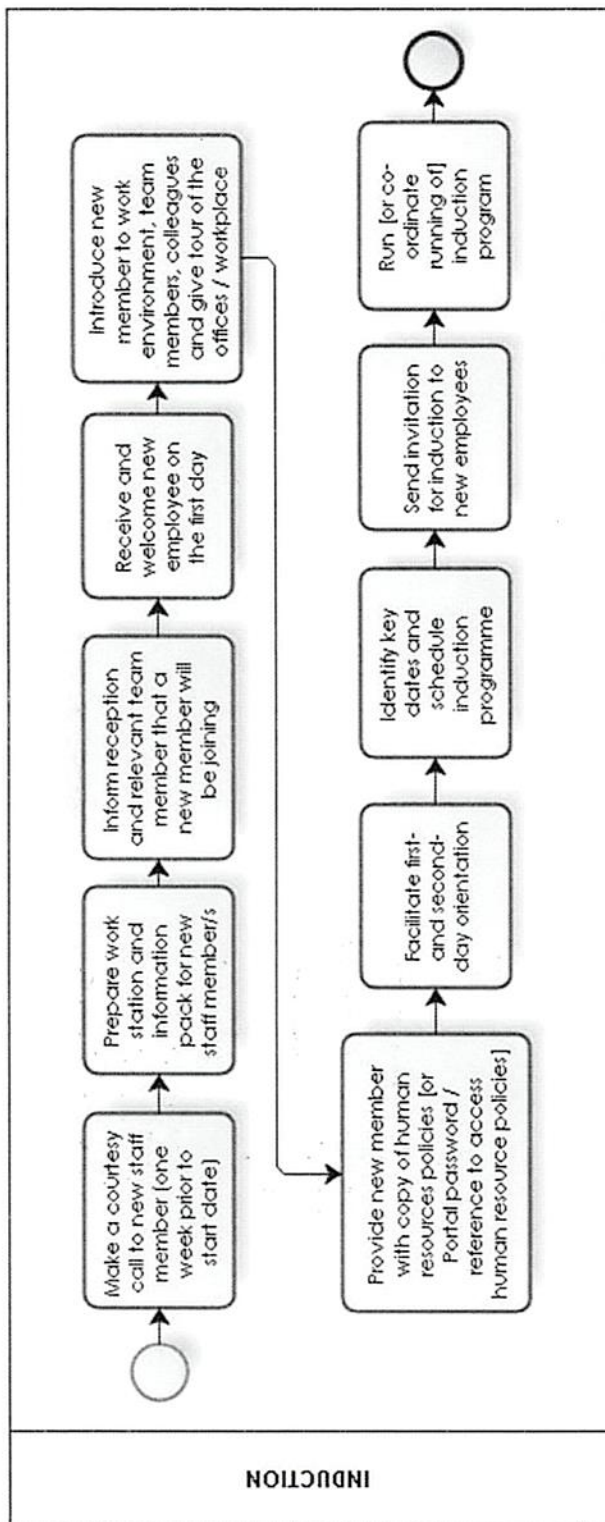 INDUCTION
Make a courtesy
call to new staff
member (one
week prior to
start date)
Prepare work
station and
information
pack for new
staff member/s
Inform reception
and relevant team
member that a
new member will
be joining
Receive and
welcome new
employee on
the first day
Introduce new
member to work
environment, team
members, colleagues
and give tour of the
offices / workplace
Provide new member
with copy of human
resources policies [or
Portal password /
reference to access
human resource policies]
Facilitate first-
and second-
day orientation
Identify key
dates and
schedule
induction
programme
Send invitation
for induction to
new employees
Run [or co-
ordinate
running of]
induction
program